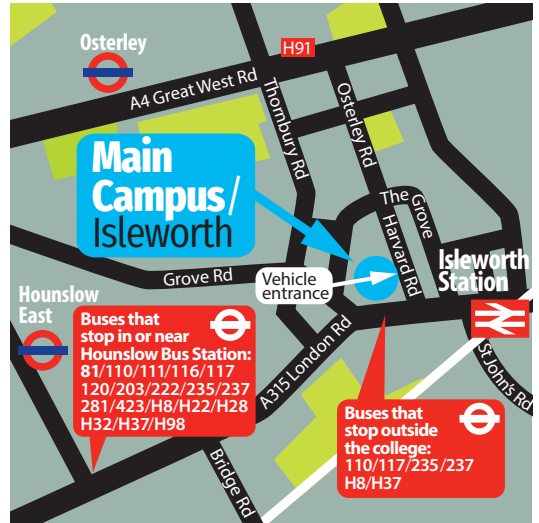 Osterley
H91
A4 Great West Rd
Thornbury Rd
Osterley Rd
Main
Campus/
Isleworth
The Grove
Harvard Rd
Grove Rd
Vehicle
entrance
Isleworth
Station
Hounslow
East
Buses that
stop in or near
Hounslow Bus Station:
81/110/111/116/117
120/203/222/235/237
281/423/H8/H22/H28
H32/H37/H98
A315 London Rd
St John's Rd
Buses that
stop outside
the college:
110/117/235/237
H8/H37
Bridge Rd